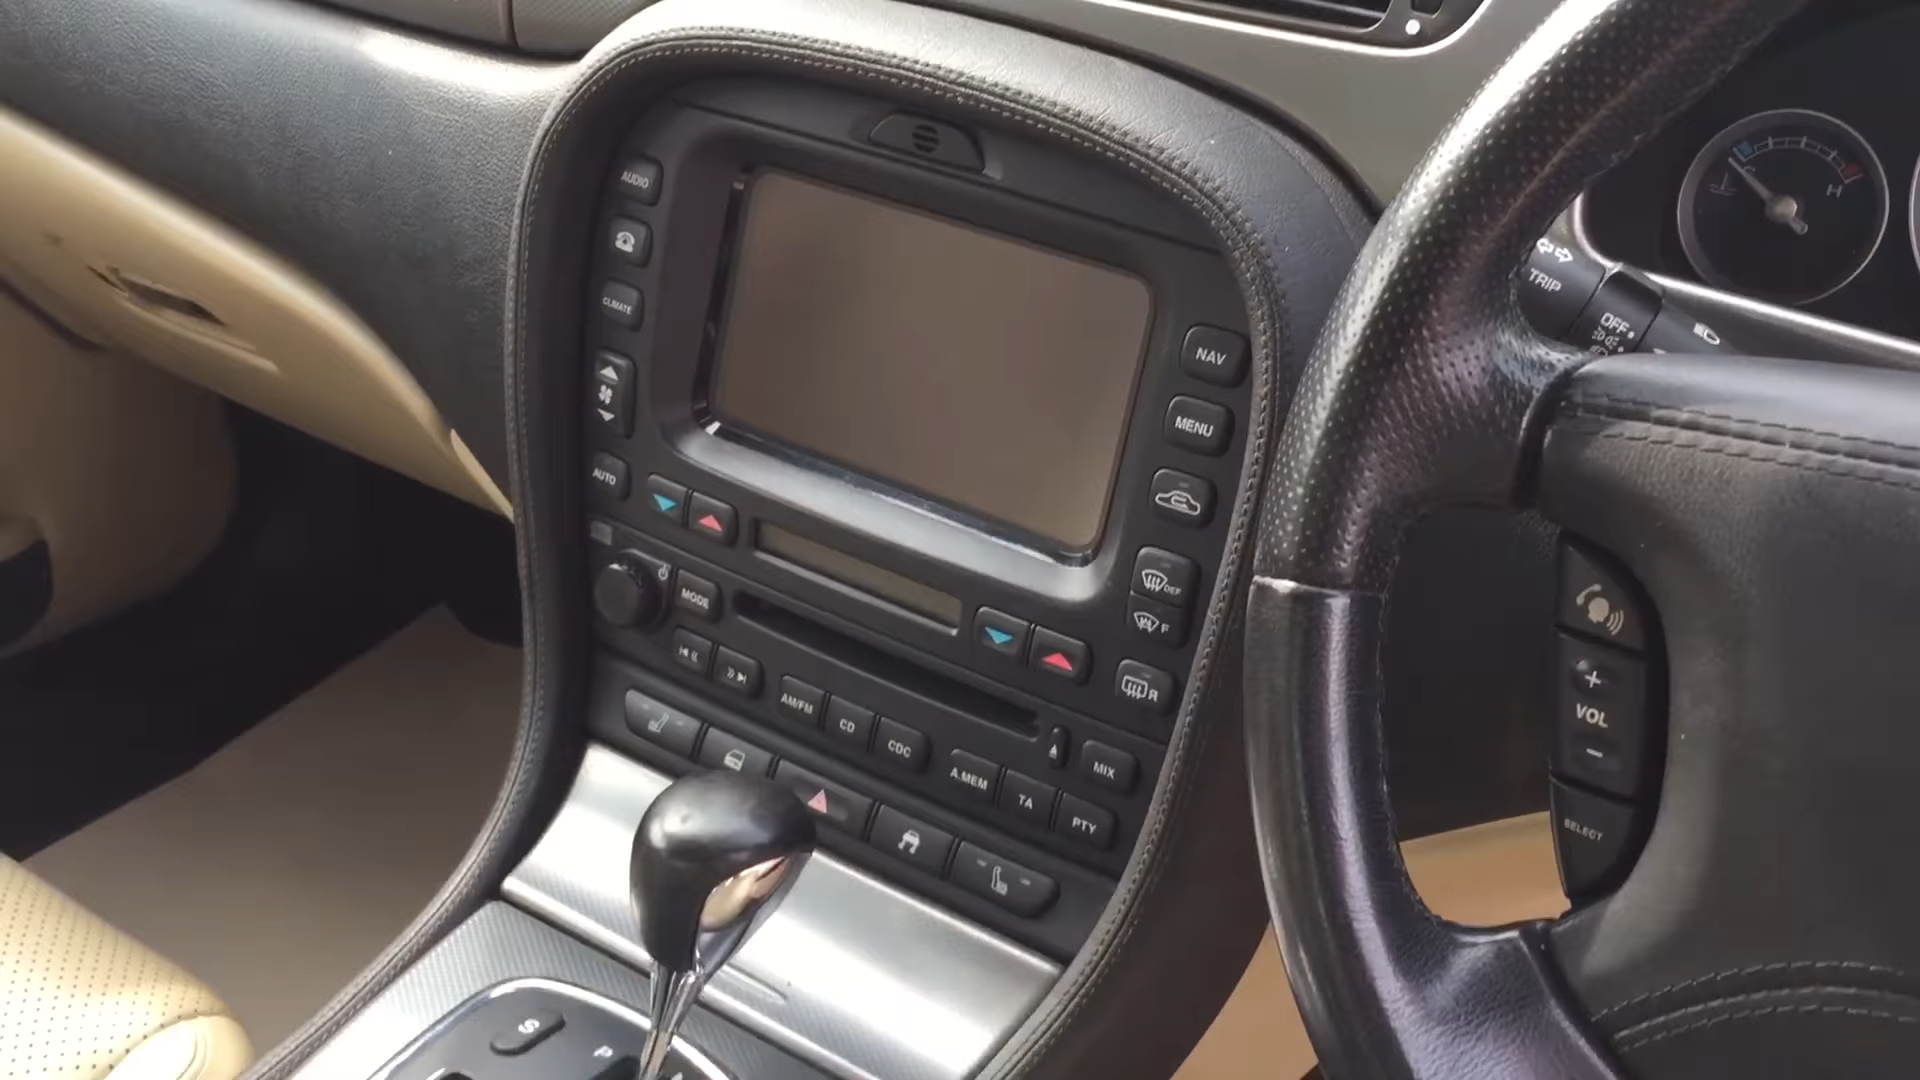 AUDIO
CLIMATE
AUTO
NAV
MENU
DEF
F
R
MODE
AM/FM
CD
CDC
A.MEM
TA
PTY
MIX
S
P
C
H
TRIP
OFF
+
VOL
−
SELECT